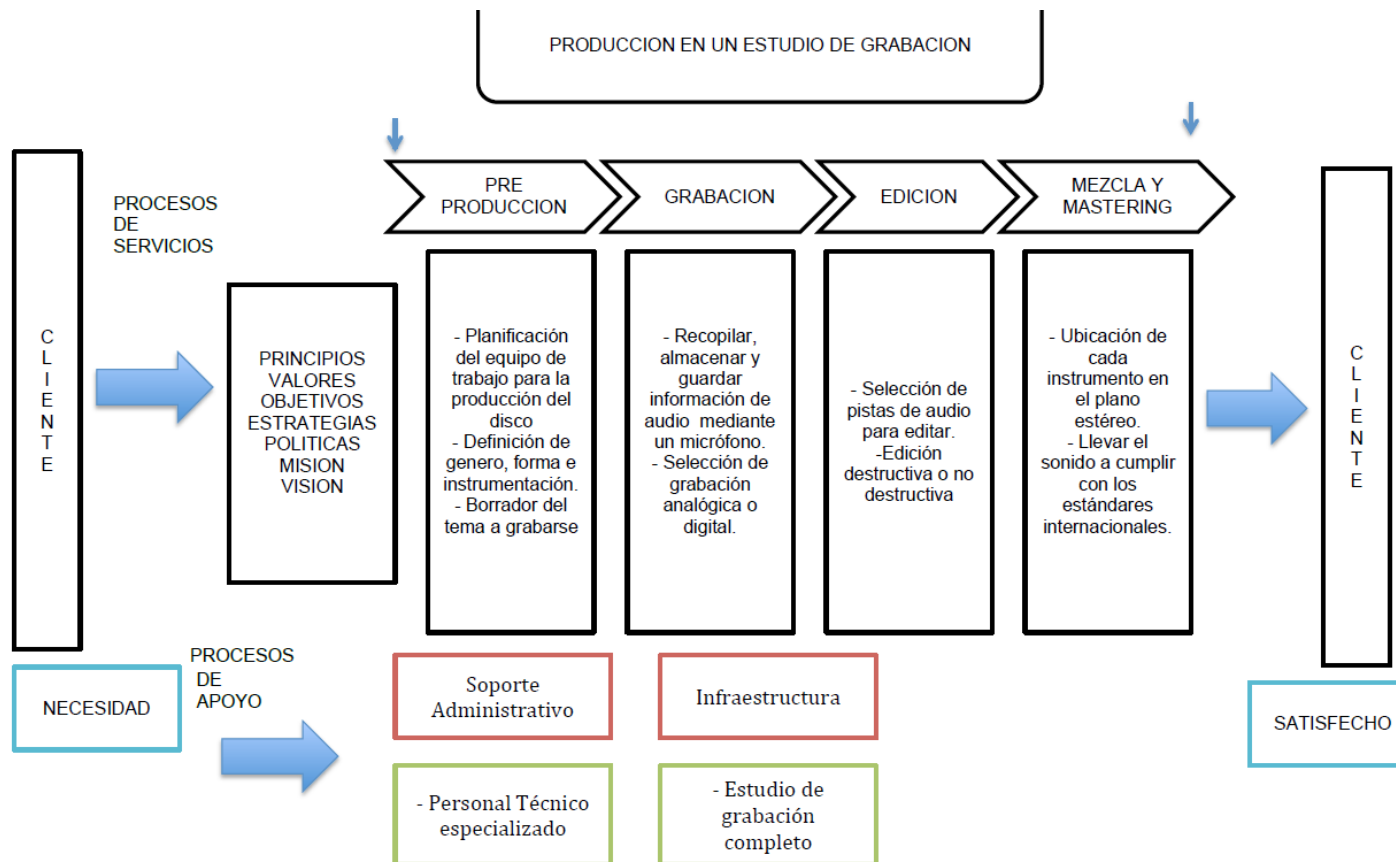 PRODUCCION EN UN ESTUDIO DE GRABACION
PROCESOS
DE
SERVICIOS
PRE
PRODUCCION
GRABACION
EDICION
MEZCLA Y
MASTERING
C
L
I
E
N
T
E
PRINCIPIOS
VALORES
OBJETIVOS
ESTRATEGIAS
POLITICAS
MISION
VISION
- Planificación
del equipo de
trabajo para la
producción del
disco
- Definición de
genero, forma e
instrumentación.
- Borrador del
tema a grabarse
- Recopilar,
almacenar y
guardar
información de
audio mediante
un micrófono.
- Selección de
grabación
analógica o
digital.
- Selección de
pistas de audio
para editar.
-Edición
destructiva o no
destructiva
- Ubicación de
cada
instrumento en
el plano
estéreo.
- Llevar el
sonido a cumplir
con los
estándares
internacionales.
C
L
I
E
N
T
E
NECESIDAD
PROCESOS
DE
APOYO
Soporte
Administrativo
Infraestructura
SATISFECHO
- Personal Técnico
especializado
- Estudio de
grabación
completo